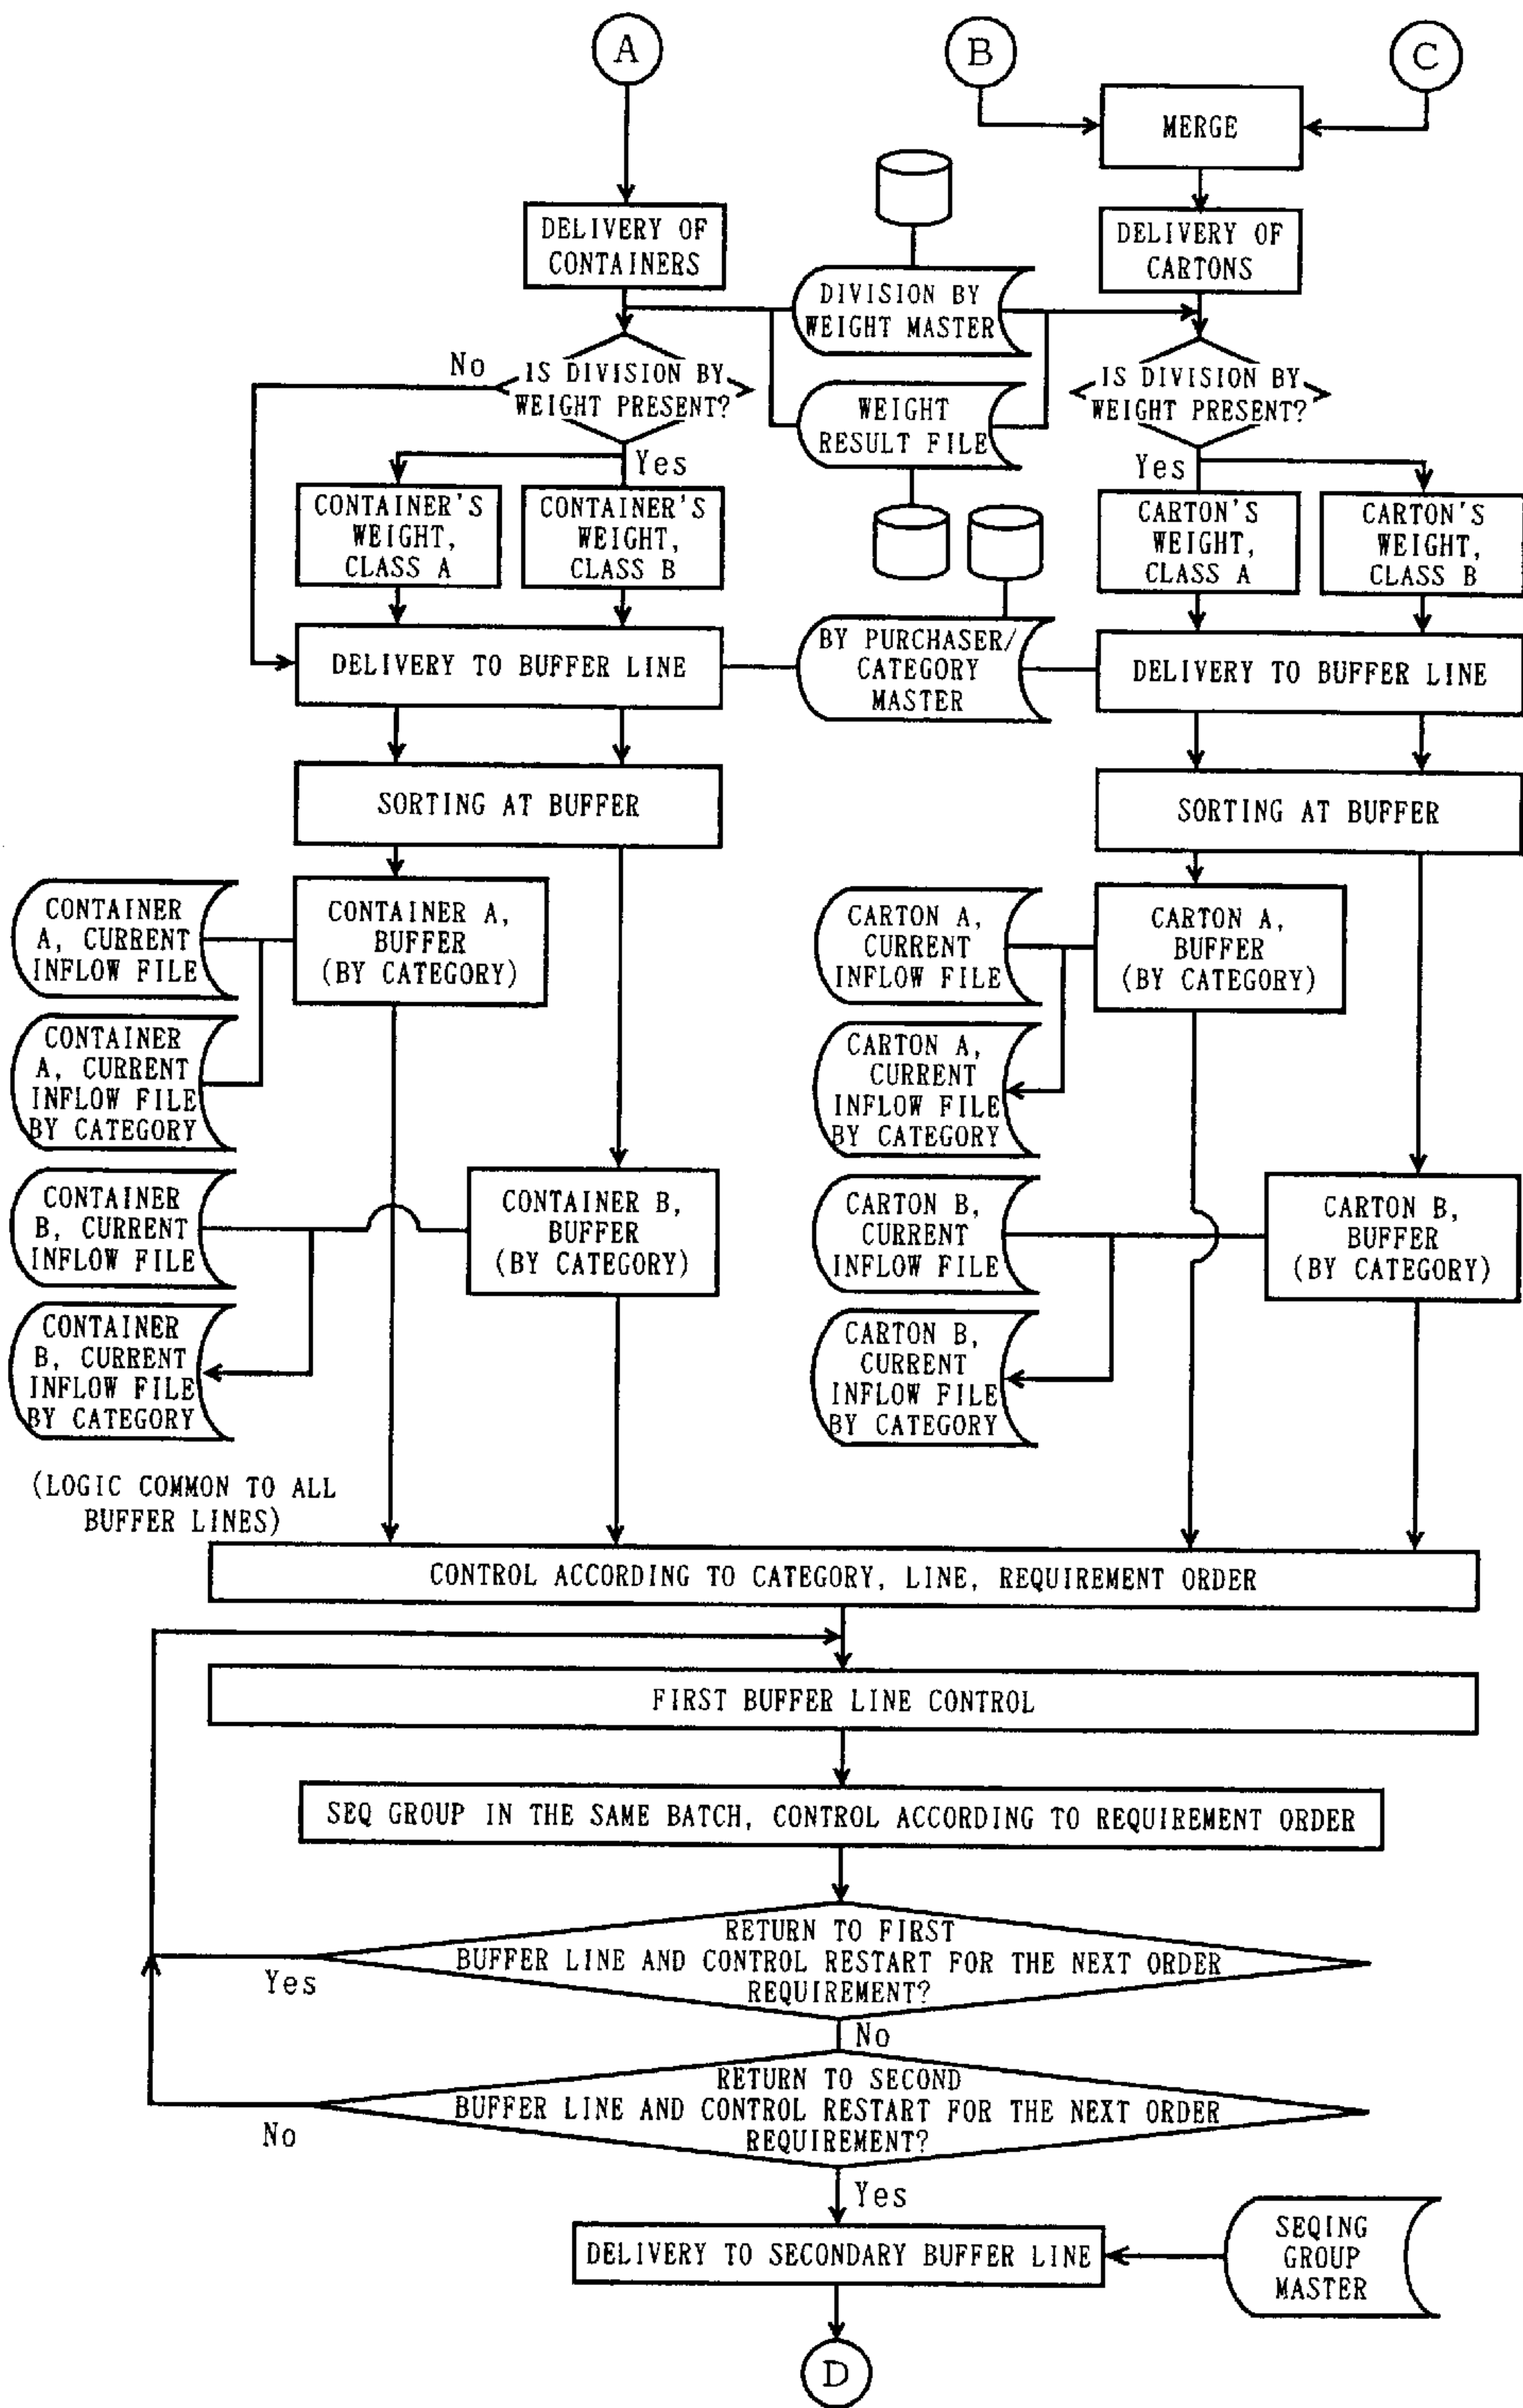 A
B
C
MERGE
DELIVERY OF
CONTAINERS
DELIVERY OF
CARTONS
DIVISION BY
WEIGHT MASTER
No
IS DIVISION BY
WEIGHT PRESENT?
WEIGHT
RESULT FILE
IS DIVISION BY
WEIGHT PRESENT?
Yes
Yes
CONTAINER'S
WEIGHT,
CLASS A
CONTAINER'S
WEIGHT,
CLASS B
CARTON'S
WEIGHT,
CLASS A
CARTON'S
WEIGHT,
CLASS B
DELIVERY TO BUFFER LINE
BY PURCHASER/
CATEGORY
MASTER
DELIVERY TO BUFFER LINE
SORTING AT BUFFER
SORTING AT BUFFER
CONTAINER
A, CURRENT
INFLOW FILE
CONTAINER A,
BUFFER
(BY CATEGORY)
CARTON A,
CURRENT
INFLOW FILE
CARTON A,
BUFFER
(BY CATEGORY)
CONTAINER
A, CURRENT
INFLOW FILE
BY CATEGORY
CARTON A,
CURRENT
INFLOW FILE
BY CATEGORY
CONTAINER
B, CURRENT
INFLOW FILE
CONTAINER B,
BUFFER
(BY CATEGORY)
CARTON B,
CURRENT
INFLOW FILE
CARTON B,
BUFFER
(BY CATEGORY)
CONTAINER
B, CURRENT
INFLOW FILE
BY CATEGORY
CARTON B,
CURRENT
INFLOW FILE
BY CATEGORY
(LOGIC COMMON TO ALL
BUFFER LINES)
CONTROL ACCORDING TO CATEGORY, LINE, REQUIREMENT ORDER
FIRST BUFFER LINE CONTROL
SEQ GROUP IN THE SAME BATCH, CONTROL ACCORDING TO REQUIREMENT ORDER
RETURN TO FIRST
BUFFER LINE AND CONTROL RESTART FOR THE NEXT ORDER
REQUIREMENT?
Yes
No
RETURN TO SECOND
BUFFER LINE AND CONTROL RESTART FOR THE NEXT ORDER
REQUIREMENT?
No
Yes
DELIVERY TO SECONDARY BUFFER LINE
SEQING
GROUP
MASTER
D